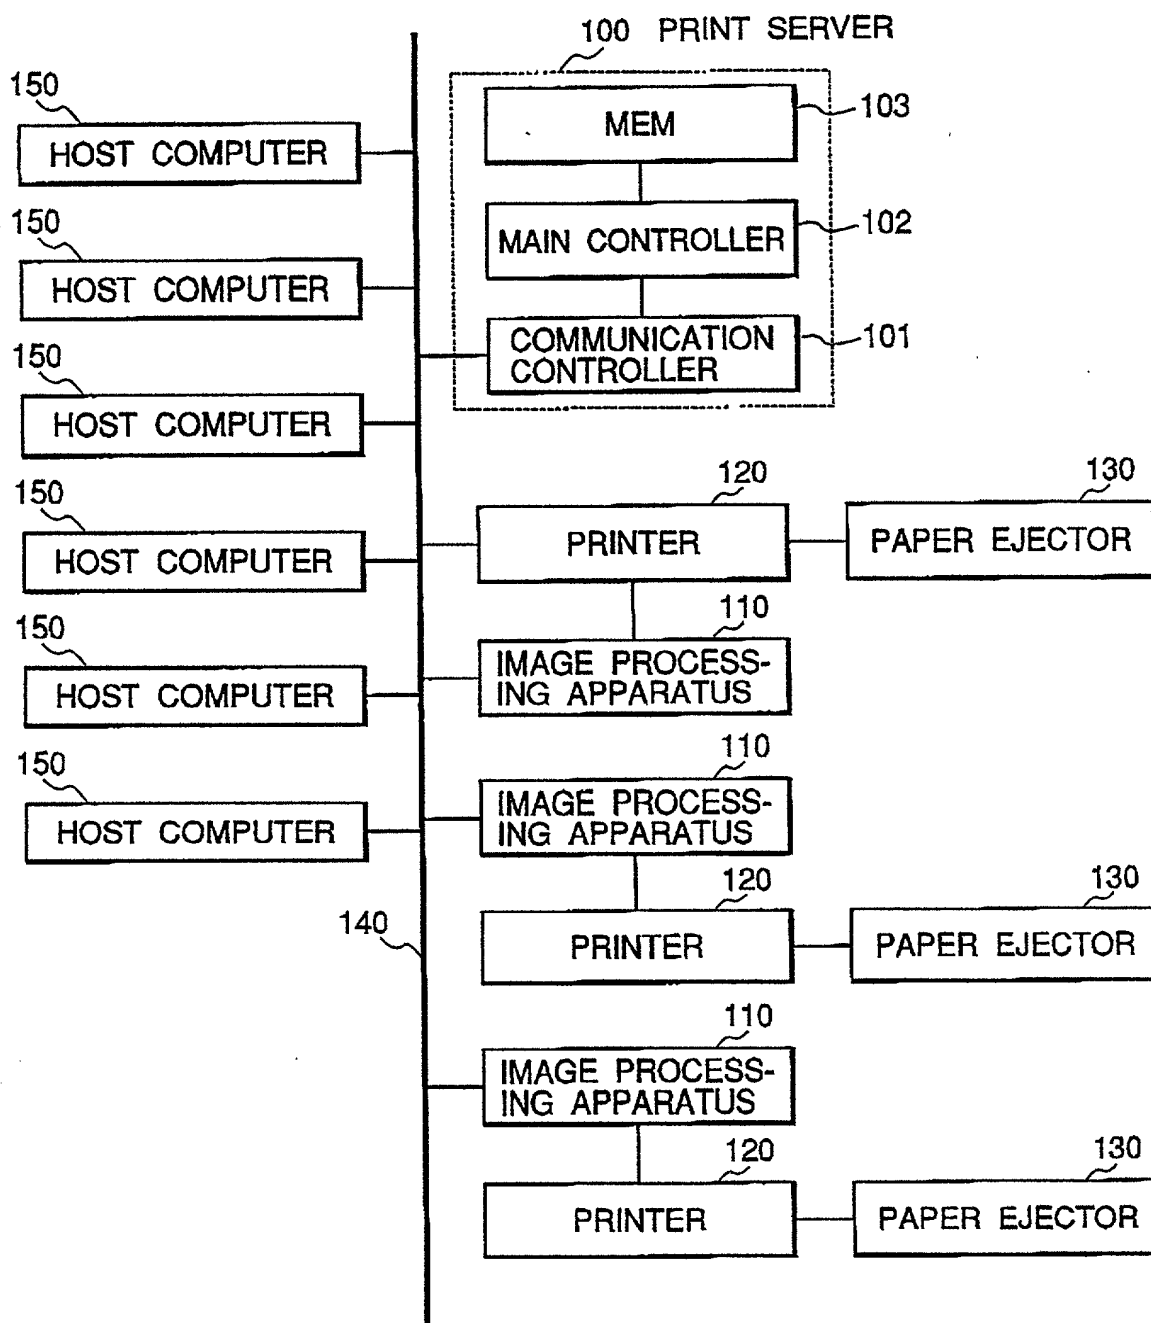 100 PRINT SERVER
150
HOST COMPUTER
150
HOST COMPUTER
150
HOST COMPUTER
150
HOST COMPUTER
150
HOST COMPUTER
150
HOST COMPUTER
140
MEM
103
MAIN CONTROLLER
102
COMMUNICATION
CONTROLLER
101
120
PRINTER
130
PAPER EJECTOR
110
IMAGE PROCESS-
ING APPARATUS
110
IMAGE PROCESS-
ING APPARATUS
120
PRINTER
130
PAPER EJECTOR
110
IMAGE PROCESS-
ING APPARATUS
120
PRINTER
130
PAPER EJECTOR